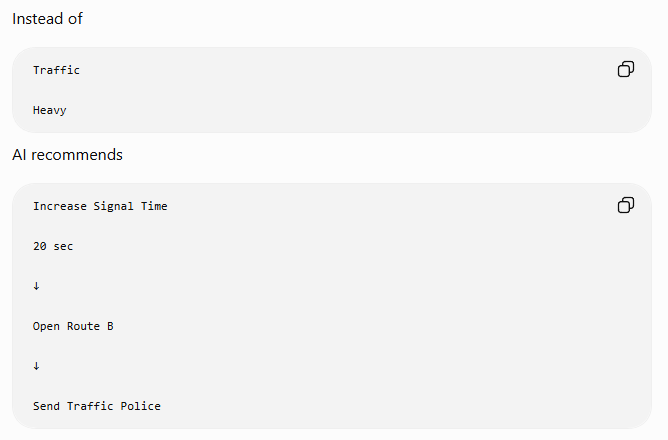 Instead of
Traffic
Heavy
AI recommends
Increase Signal Time
20 sec
↓
Open Route B
↓
Send Traffic Police